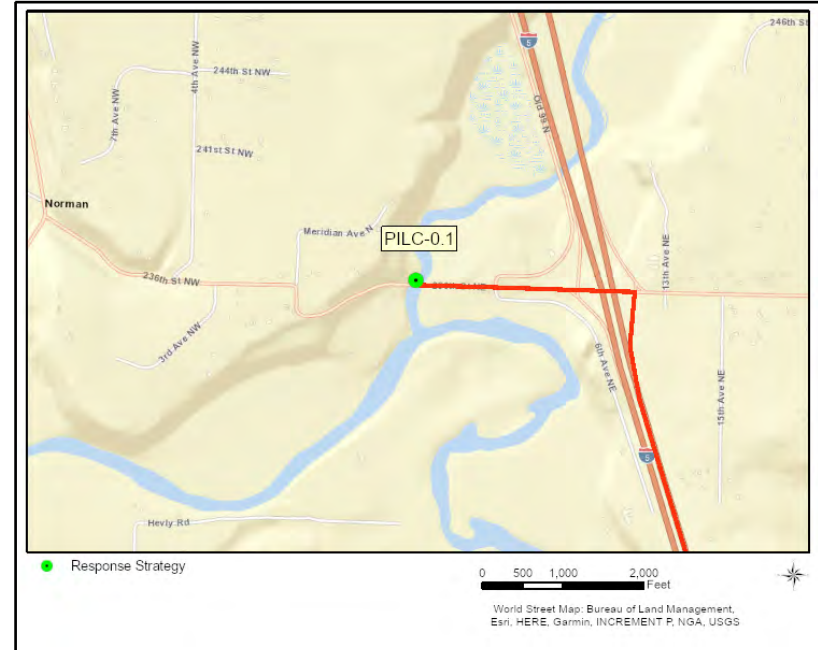 5
246th St
244th St NW
4th Ave NW
7th Ave NW
Old 99 N
241st St NW
Norman
Meridian Ave N
13th Ave NE
PILC-0.1
236th St NW
3rd Ave NW
6th Ave NE
15th Ave NE
5
Hevly Rd
Response Strategy
0 500 1,000 2,000
Feet
World Street Map: Bureau of Land Management,
Esri, HERE, Garmin, INCREMENT P, NGA, USGS